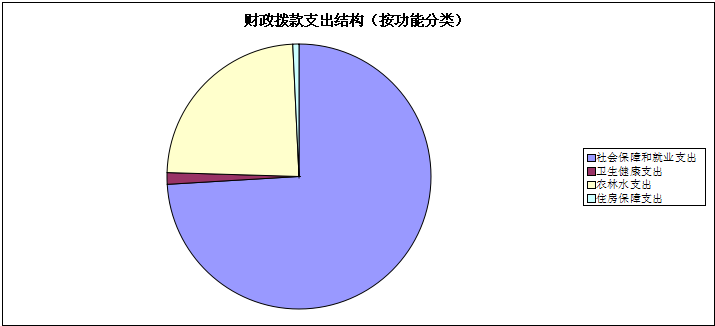 财政拨款支出结构（按功能分类）
社会保障和就业支出
卫生健康支出
农林水支出
住房保障支出